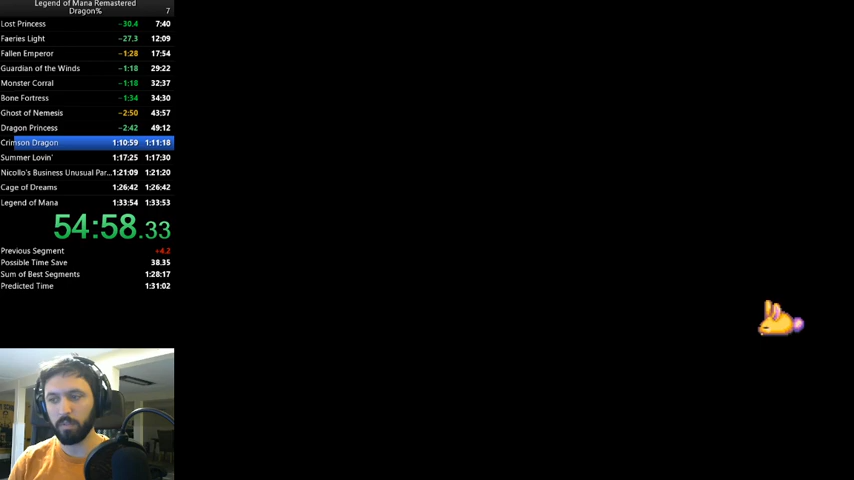 Legend of Mana Remastered
Dragon% 7
Lost Princess -30.4 7:40
Faeries Light -27.3 12:09
Fallen Emperor -1:28 17:54
Guardian of the Winds -1:18 29:22
Monster Corral -1:18 32:37
Bone Fortress -1:34 34:30
Ghost of Nemesis -2:50 43:57
Dragon Princess -2:42 49:12
Crimson Dragon 1:10:59 1:11:18
Summer Lovin' 1:17:25 1:17:30
Nicollo's Business Unusual Par... 1:21:09 1:21:20
Cage of Dreams 1:26:42 1:26:42
Legend of Mana 1:33:54 1:33:53
54:58.33
Previous Segment +4.2
Possible Time Save 38.35
Sum of Best Segments 1:28:17
Predicted Time 1:31:02